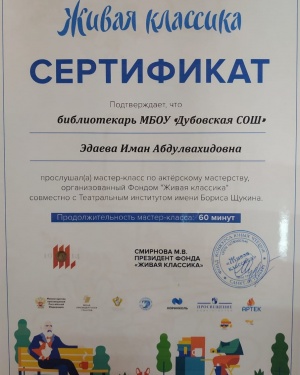 Живая классика
СЕРТИФИКАТ
Подтверждает, что
библиотекарь МБОУ «Дубовская СОШ»
Эдаева Иман Абдулвахидовна
прослушал(а) мастер-класс по актёрскому мастерству,
организованный Фондом "Живая классика"
совместно с Театральным институтом имени Бориса Щукина.
Продолжительность мастер-класса: 60 минут
СМИРНОВА М.В.
ПРЕЗИДЕНТ ФОНДА
«ЖИВАЯ КЛАССИКА»
ПРОСВЕЩЕНИЕ
АРТЕК